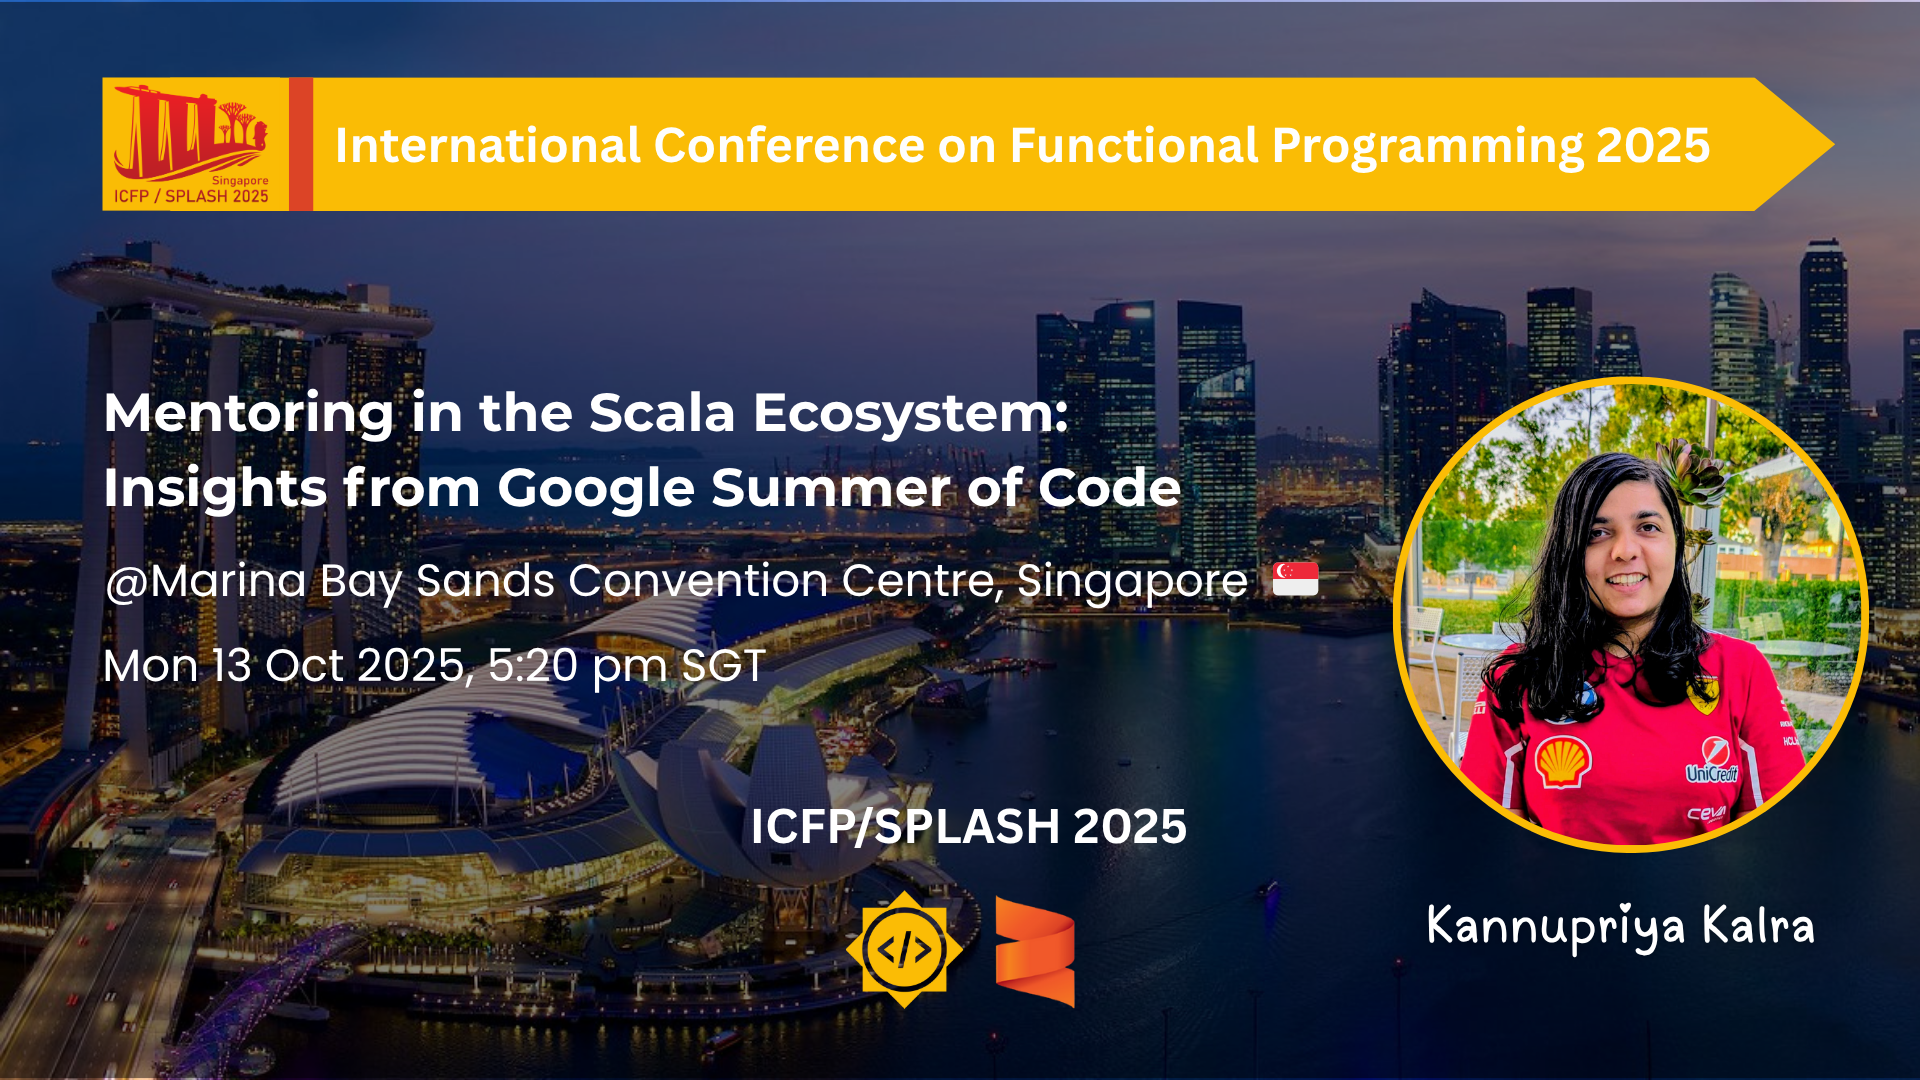 Singapore
ICFP / SPLASH 2025
International Conference on Functional Programming 2025
Mentoring in the Scala Ecosystem:
Insights from Google Summer of Code
@Marina Bay Sands Convention Centre, Singapore
Mon 13 Oct 2025, 5:20 pm SGT
UniCredit
ceva
ICFP/SPLASH 2025
</>
Kannupriya Kalra